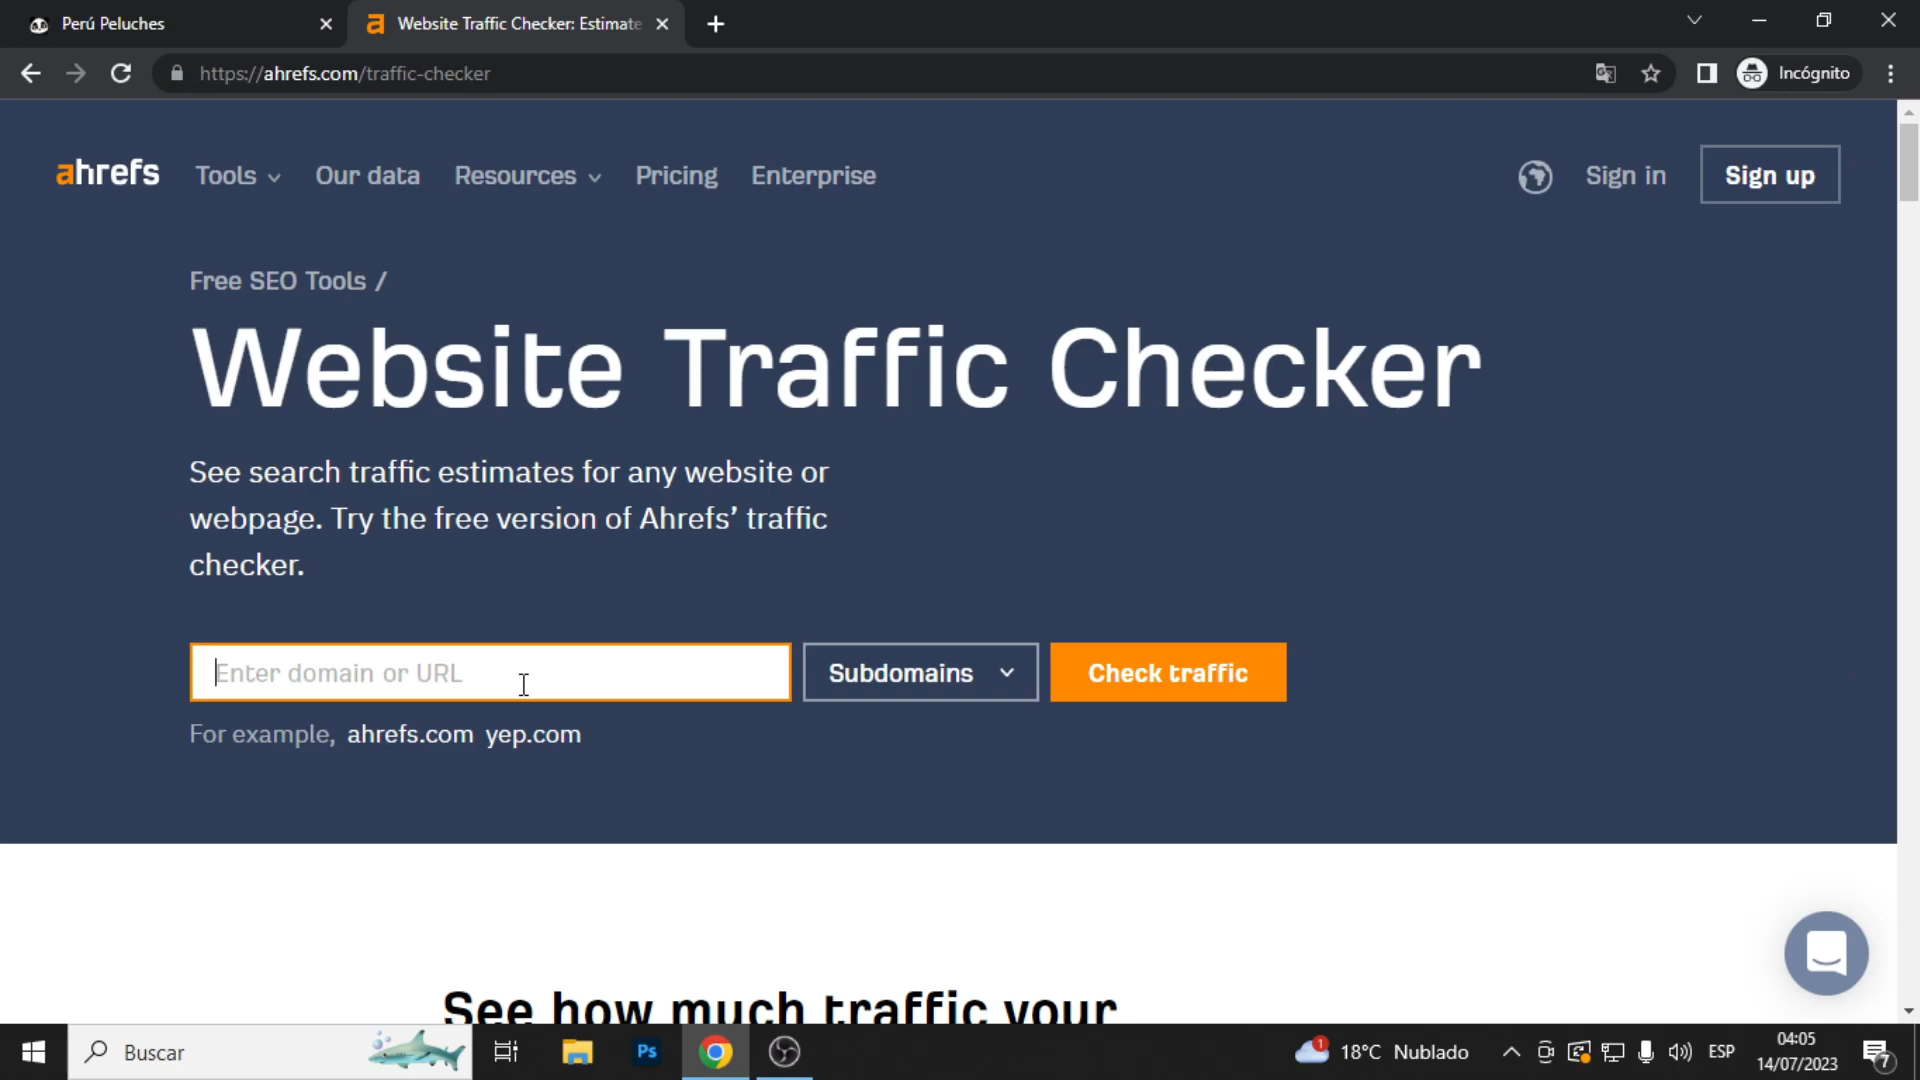 Perú Peluches
Website Traffic Checker: Estimate
https://ahrefs.com/traffic-checker
Incógnito
ahrefs Tools Our data Resources Pricing Enterprise Sign in Sign up
Free SEO Tools /
Website Traffic Checker
See search traffic estimates for any website or
webpage. Try the free version of Ahrefs’ traffic
checker.
Enter domain or URL Subdomains Check traffic
For example, ahrefs.com yep.com
See how much traffic your
Buscar Ps 1 18°C Nublado ESP 04:05
14/07/2023 7